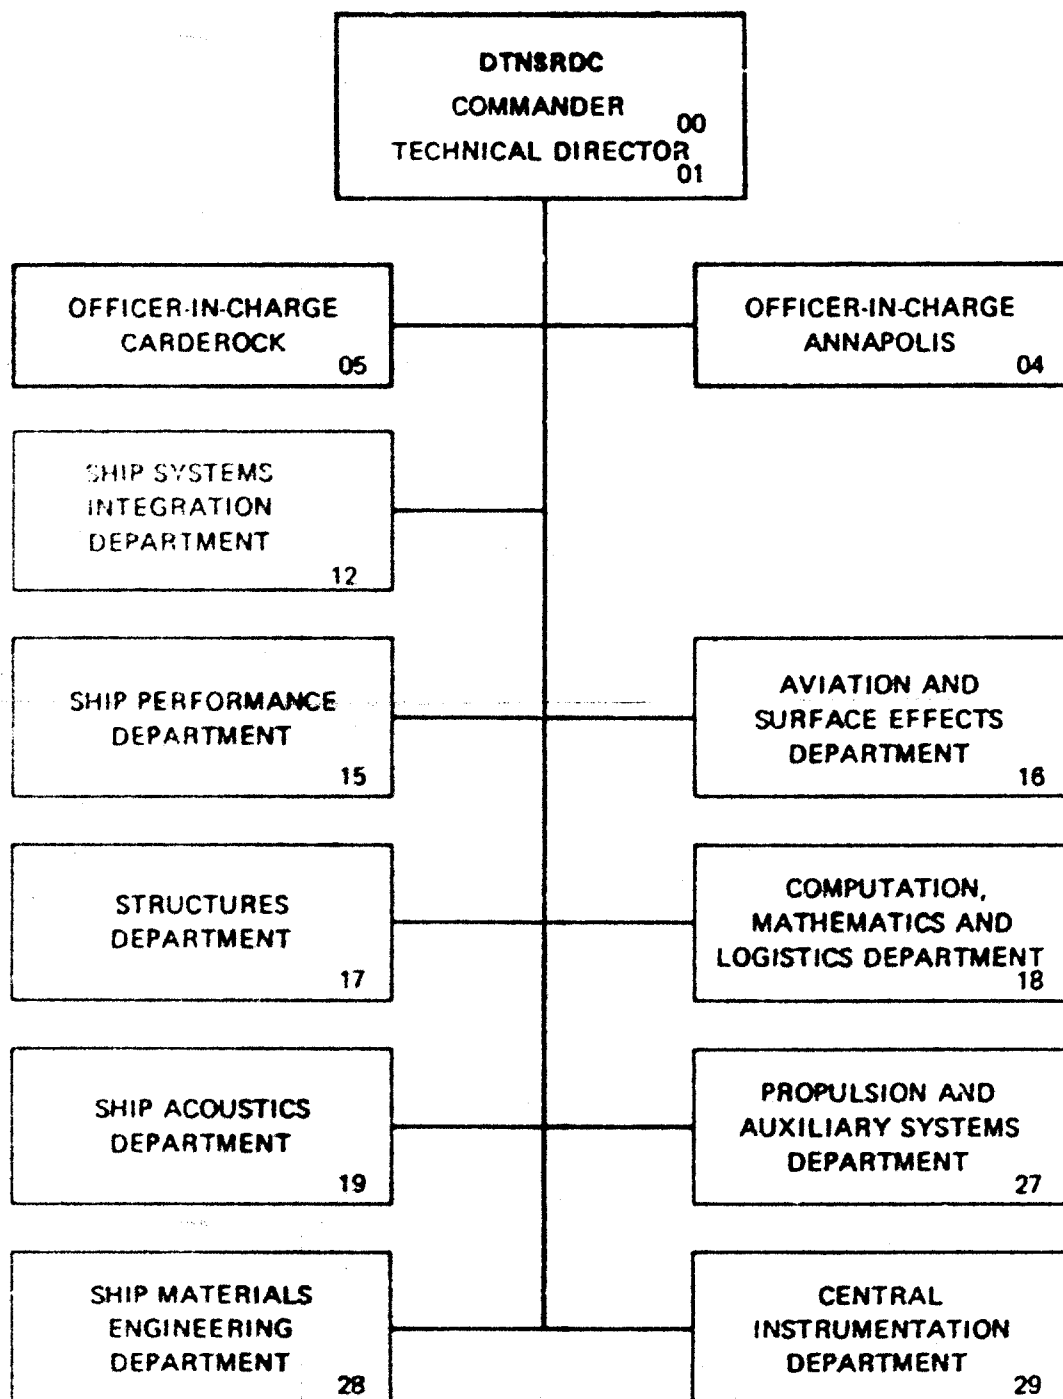 DTNSRDC
COMMANDER
00
TECHNICAL DIRECTOR
01
OFFICER-IN-CHARGE
CARDEROCK
05
OFFICER-IN-CHARGE
ANNAPOLIS
04
SHIP SYSTEMS
INTEGRATION
DEPARTMENT
12
SHIP PERFORMANCE
DEPARTMENT
15
AVIATION AND
SURFACE EFFECTS
DEPARTMENT
16
STRUCTURES
DEPARTMENT
17
COMPUTATION,
MATHEMATICS AND
LOGISTICS DEPARTMENT
18
SHIP ACOUSTICS
DEPARTMENT
19
PROPULSION AND
AUXILIARY SYSTEMS
DEPARTMENT
27
SHIP MATERIALS
ENGINEERING
DEPARTMENT
28
CENTRAL
INSTRUMENTATION
DEPARTMENT
29